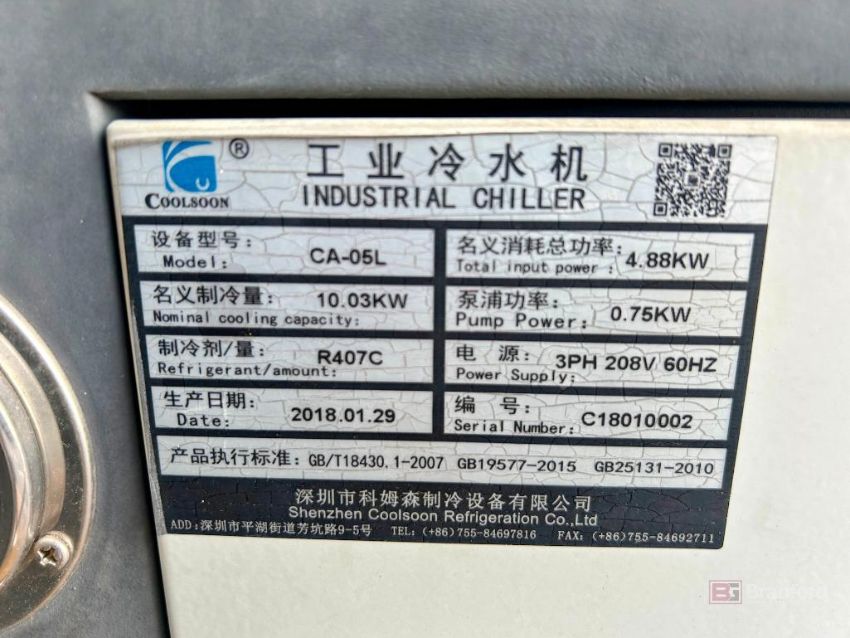 COOLSOON ®
工业冷水机
INDUSTRIAL CHILLER
设备型号: CA-05L
Model:
名义消耗总功率: 4.88KW
Total input power :
名义制冷量: 10.03KW
Nominal cooling capacity:
泵浦功率: 0.75KW
Pump Power:
制冷剂/量: R407C
Refrigerant/amount:
电 源: 3PH 208V 60HZ
Power Supply:
生产日期: 2018.01.29
Date:
编 号: C18010002
Serial Number:
产品执行标准: GB/T18430.1-2007 GB19577-2015 GB25131-2010
深圳市科姆森制冷设备有限公司
Shenzhen Coolsoon Refrigeration Co.,Ltd
ADD:深圳市平湖街道芳坑路9-5号 TEL: (+86)755-84697816 FAX: (+86)755-84692711
BG Branford